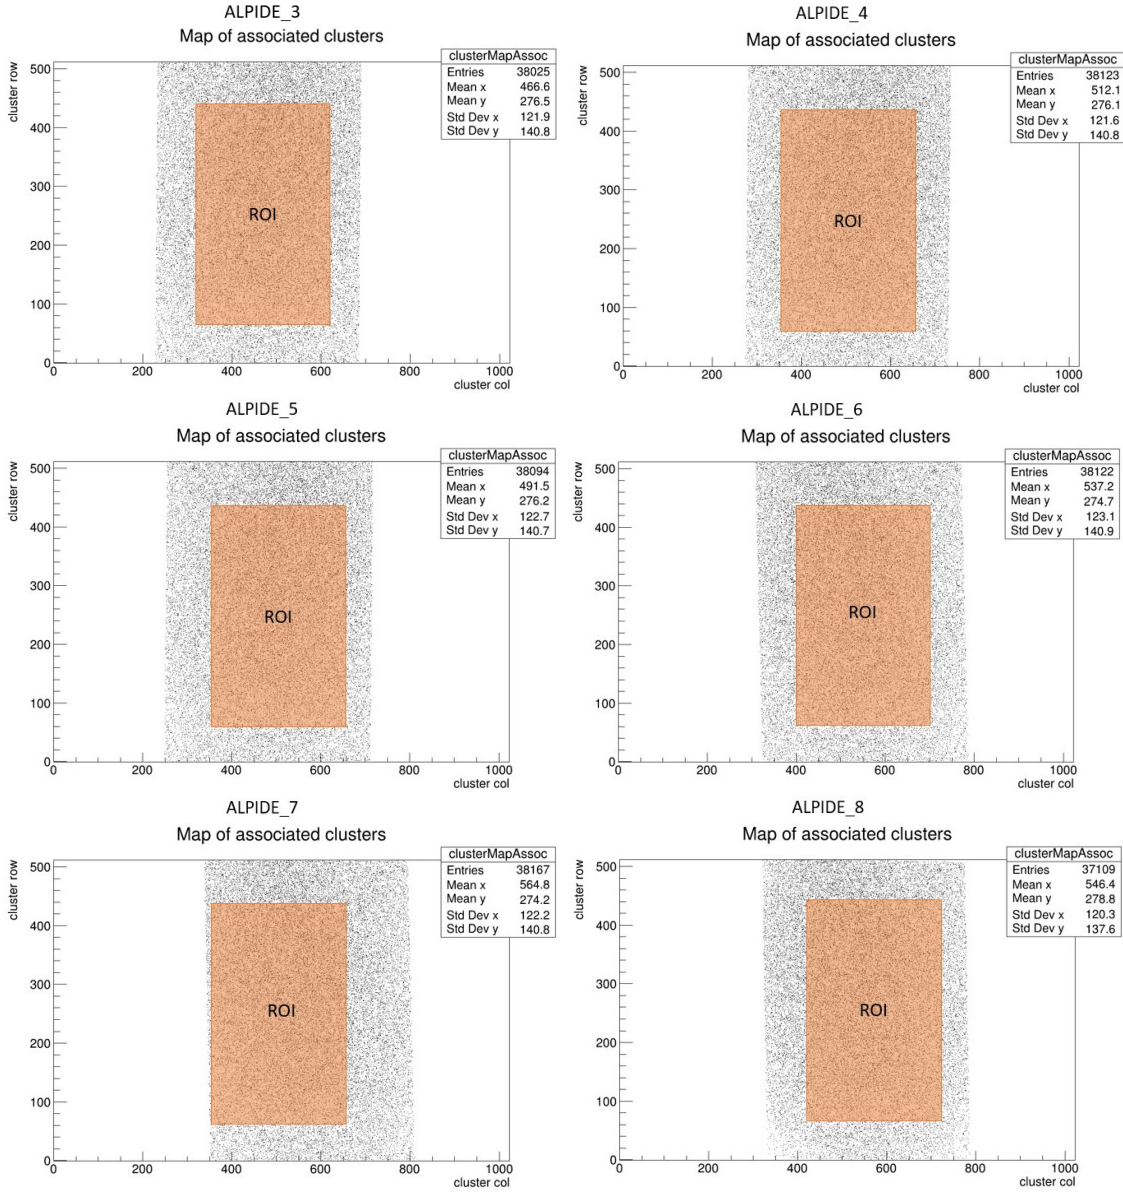 ALPIDE_3
Map of associated clusters
clusterMapAssoc
Entries 38025
Mean x 466.6
Mean y 276.5
Std Dev x 121.9
Std Dev y 140.8
cluster row
500
400
300
200
100
0
ROI
0 200 400 600 800 1000
cluster col
ALPIDE_4
Map of associated clusters
clusterMapAssoc
Entries 38123
Mean x 512.1
Mean y 276.1
Std Dev x 121.6
Std Dev y 140.8
cluster row
500
400
300
200
100
0
ROI
0 200 400 600 800 1000
cluster col
ALPIDE_5
Map of associated clusters
clusterMapAssoc
Entries 38094
Mean x 491.5
Mean y 276.2
Std Dev x 122.7
Std Dev y 140.7
cluster row
500
400
300
200
100
0
ROI
0 200 400 600 800 1000
cluster col
ALPIDE_6
Map of associated clusters
clusterMapAssoc
Entries 38122
Mean x 537.2
Mean y 274.7
Std Dev x 123.1
Std Dev y 140.9
cluster row
500
400
300
200
100
0
ROI
0 200 400 600 800 1000
cluster col
ALPIDE_7
Map of associated clusters
clusterMapAssoc
Entries 38167
Mean x 564.8
Mean y 274.2
Std Dev x 122.2
Std Dev y 140.8
cluster row
500
400
300
200
100
0
ROI
0 200 400 600 800 1000
cluster col
ALPIDE_8
Map of associated clusters
clusterMapAssoc
Entries 37109
Mean x 546.4
Mean y 278.8
Std Dev x 120.3
Std Dev y 137.6
cluster row
500
400
300
200
100
0
ROI
0 200 400 600 800 1000
cluster col